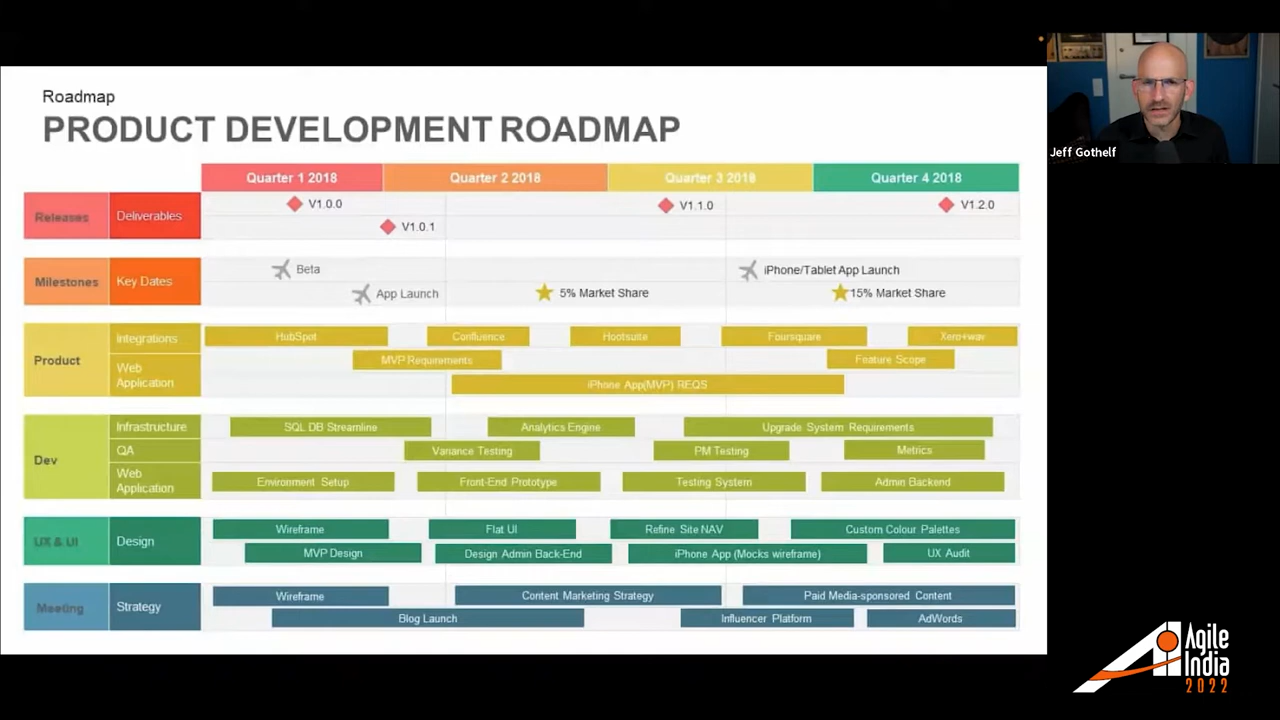 Roadmap
PRODUCT DEVELOPMENT ROADMAP
Jeff Gothelf
Quarter 1 2018 Quarter 2 2018 Quarter 3 2018 Quarter 4 2018
Releases Deliverables V1.0.0 V1.1.0 V1.2.0
V1.0.1
Milestones Key Dates Beta iPhone/Tablet App Launch
App Launch 5% Market Share 15% Market Share
Product Integrations HubSpot Confluence Hootsuite Foursquare Xero+wav
Web Application MVP Requirements Feature Scope
iPhone App(MVP) REQS
Dev Infrastructure SQL DB Streamline Analytics Engine Upgrade System Requirements
QA Variance Testing PM Testing Metrics
Web Application Environment Setup Front-End Prototype Testing System Admin Backend
UX & UI Design Wireframe Flat UI Refine Site NAV Custom Colour Palettes
MVP Design Design Admin Back-End iPhone App (Mocks wireframe) UX Audit
Meeting Strategy Wireframe Content Marketing Strategy Paid Media-sponsored Content
Blog Launch Influencer Platform AdWords
Agile
India
2022